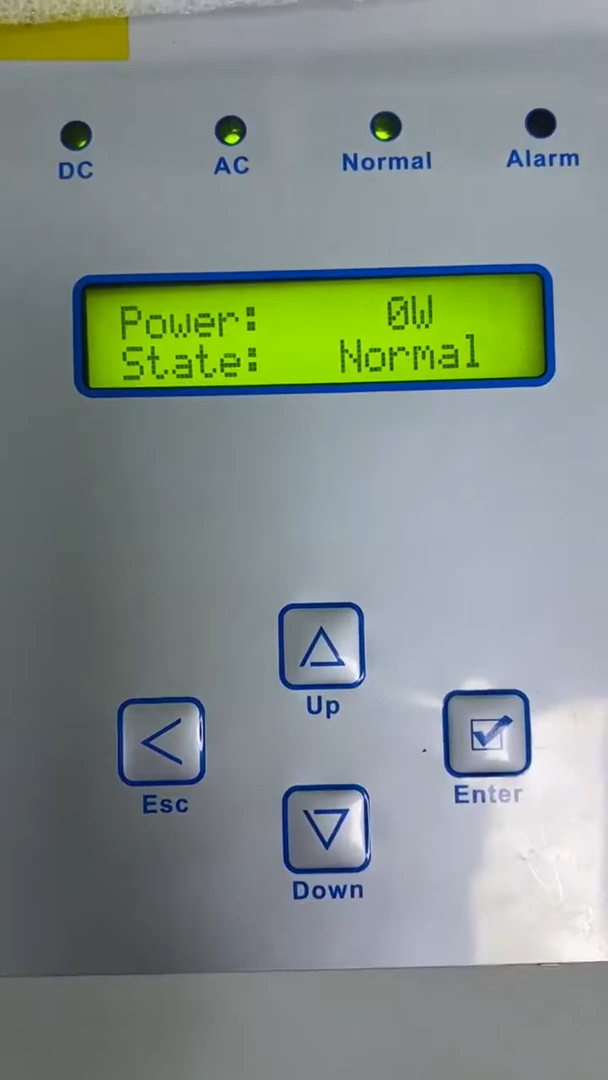 DC AC Normal Alarm
Power: 0W
State: Normal
Up
Esc Enter
Down